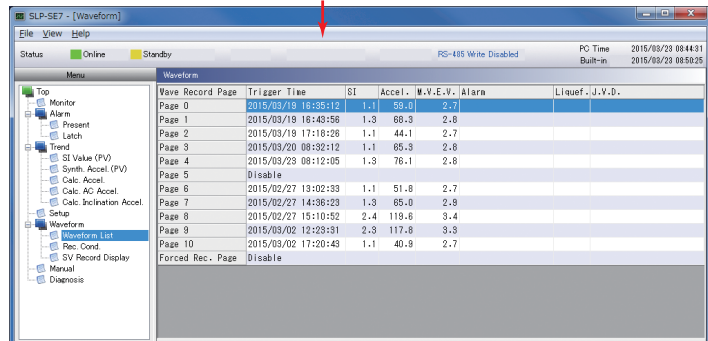 SLP-SE7 - [Waveform]
File View Help
Status Online Standby RS-485 Write Disabled PC Time 2015/03/23 08:44:31
Built-in 2015/03/23 08:50:25
Menu
Waveform
Top
Monitor
Alarm
Present
Latch
Trend
SI Value (PV)
Synth. Accel. (PV)
Calc. Accel.
Calc. AC Accel.
Calc. Inclination Accel.
Setup
Waveform
Waveform List
Rec. Cond.
SV Record Display
Manual
Diagnosis
Wave Record Page Trigger Time SI Accel. M.V.E.V. Alarm Liquef. J.V.D.
Page 0 2015/03/19 16:35:12 1.1 59.0 2.7
Page 1 2015/03/19 16:43:56 1.3 68.3 2.8
Page 2 2015/03/19 17:18:26 1.1 44.1 2.7
Page 3 2015/03/20 08:32:12 1.1 65.3 2.8
Page 4 2015/03/23 08:12:05 1.3 76.1 2.8
Page 5 Disable
Page 6 2015/02/27 13:02:33 1.1 51.8 2.7
Page 7 2015/02/27 14:36:23 1.3 65.0 2.9
Page 8 2015/02/27 15:10:52 2.4 119.6 3.4
Page 9 2015/03/02 12:23:31 2.3 117.8 3.3
Page 10 2015/03/02 17:20:43 1.1 40.9 2.7
Forced Rec. Page Disable